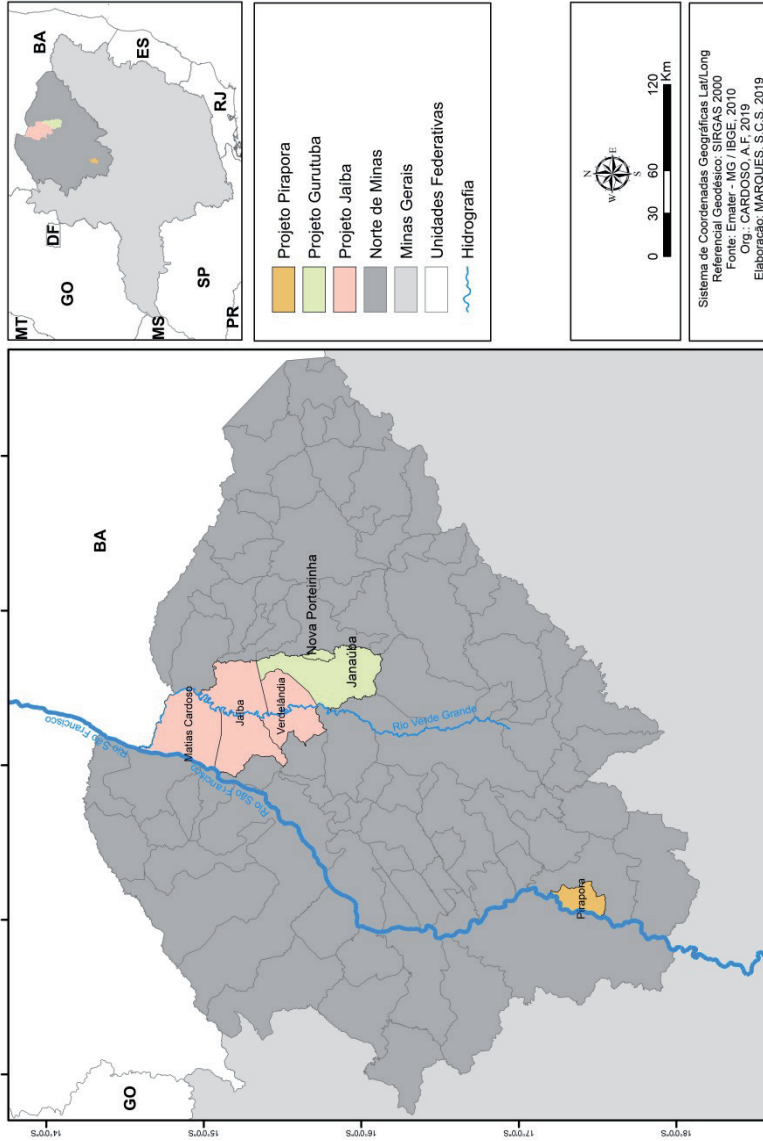 BA
GO
Rio São Francisco
Matias Cardoso
Jaíba
Rio São Francisco
Verdelândia
Nova Porteirinha
Janaúba
Rio Verde Grande
Pirapora
14°0'0"S
15°0'0"S
16°0'0"S
17°0'0"S
18°0'0"S
MT
GO
DF
BA
ES
MS
SP
RJ
PR
Projeto Pirapora
Projeto Gurutuba
Projeto Jaíba
Norte de Minas
Minas Gerais
Unidades Federativas
Hidrografia
N
W E
S
0 30 60 120
Km
Sistema de Coordenadas Geográficas Lat/Long
Referencial Geodésico: SIRGAS 2000
Fonte: Emater - MG / IBGE, 2010
Org.: CARDOSO, A.F, 2019
Elaboração: MARQUES, S.C.S, 2019